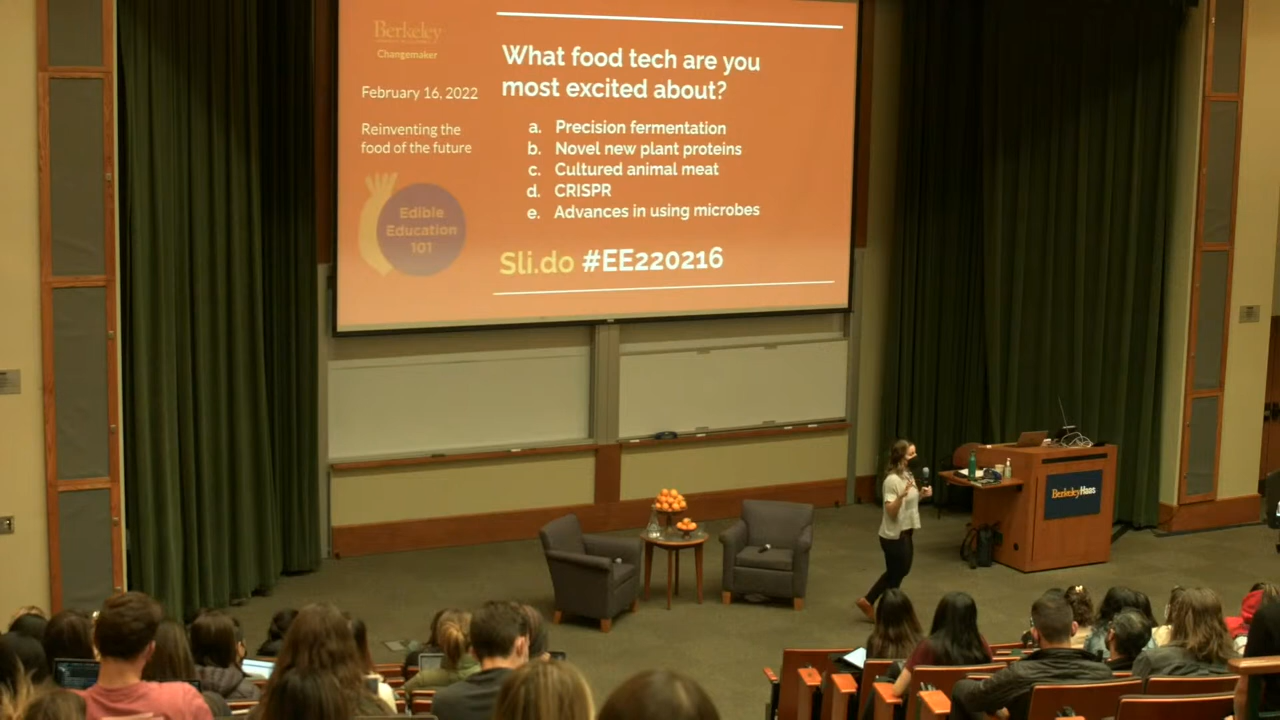 Berkeley
Changemaker
February 16, 2022
Reinventing the
food of the future
Edible
Education
101
What food tech are you
most excited about?
a. Precision fermentation
b. Novel new plant proteins
c. Cultured animal meat
d. CRISPR
e. Advances in using microbes
Sli.do #EE220216
BerkeleyHaas